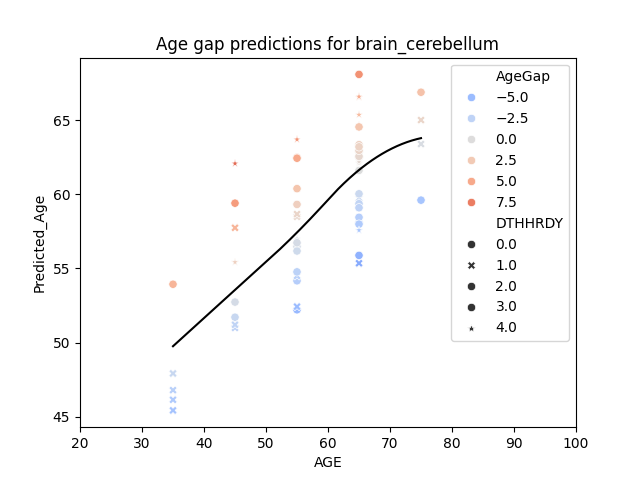 Age gap predictions for brain_cerebellum
Predicted_Age
65
60
55
50
45
20 30 40 50 60 70 80 90 100
AGE
AgeGap
−5.0
−2.5
0.0
2.5
5.0
7.5
DTHHRDY
0.0
1.0
2.0
3.0
4.0